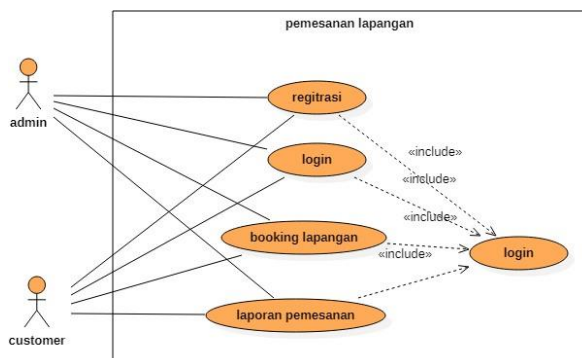 pemesanan lapangan
regitrasi
admin
«include»
login
«include»
«include»
booking lapangan
«include»
login
laporan pemesanan
customer